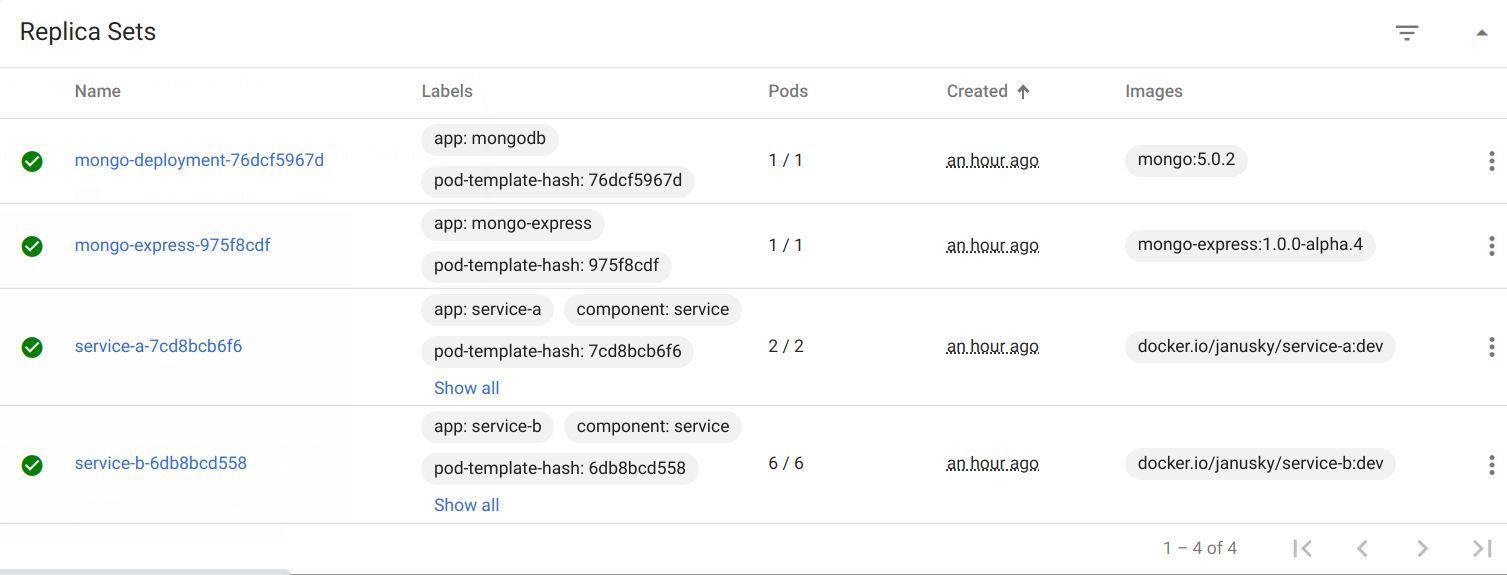 Replica Sets
Name Labels Pods Created Images
app: mongodb
mongo-deployment-76dcf5967d 1 / 1 an hour ago mongo:5.0.2
pod-template-hash: 76dcf5967d
app: mongo-express
mongo-express-975f8cdf 1 / 1 an hour ago mongo-express:1.0.0-alpha.4
pod-template-hash: 975f8cdf
app: service-a component: service
service-a-7cd8bcb6f6 2 / 2 an hour ago docker.io/janusky/service-a:dev
pod-template-hash: 7cd8bcb6f6
Show all
app: service-b component: service
service-b-6db8bcd558 6 / 6 an hour ago docker.io/janusky/service-b:dev
pod-template-hash: 6db8bcd558
Show all
1 – 4 of 4